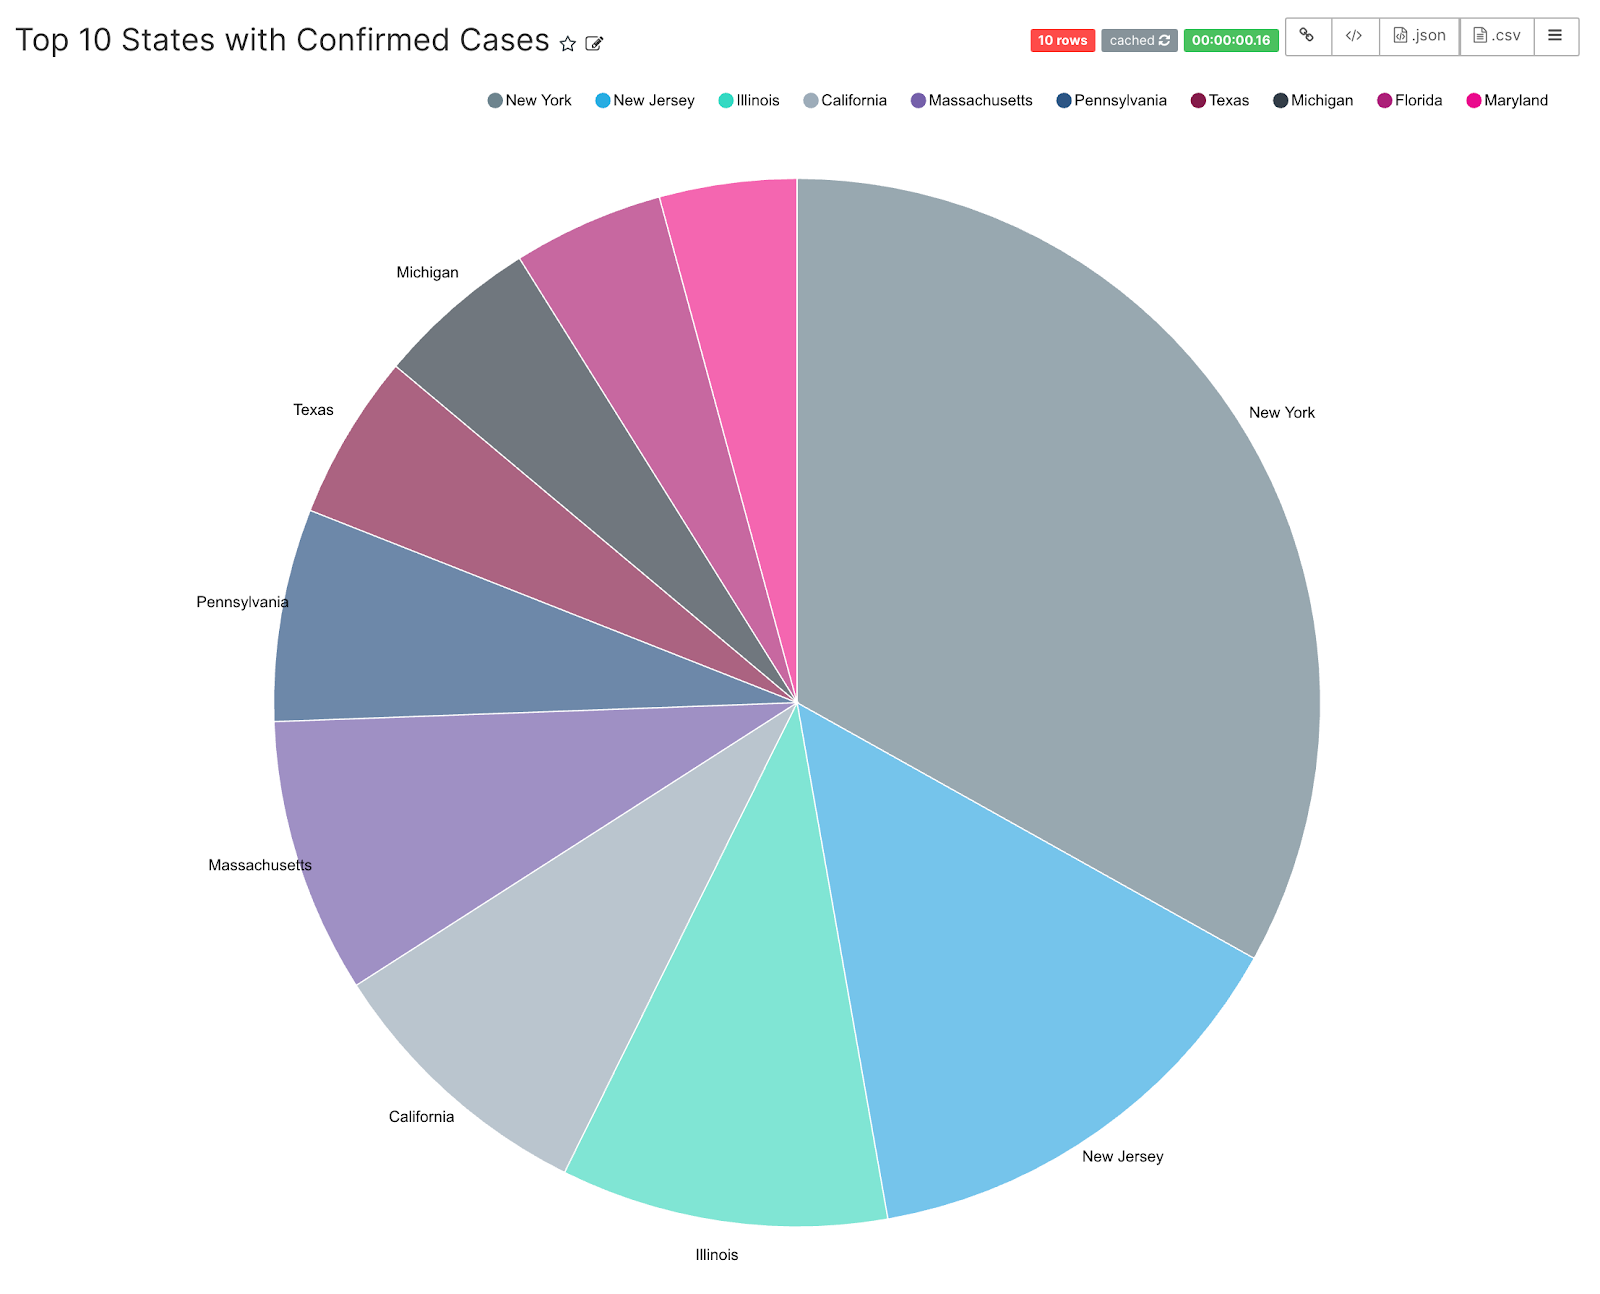 Top 10 States with Confirmed Cases
10 rows cached 00:00:00.16 .json .csv
New York New Jersey Illinois California Massachusetts Pennsylvania Texas Michigan Florida Maryland
Michigan
Texas
New York
Pennsylvania
Massachusetts
California
New Jersey
Illinois